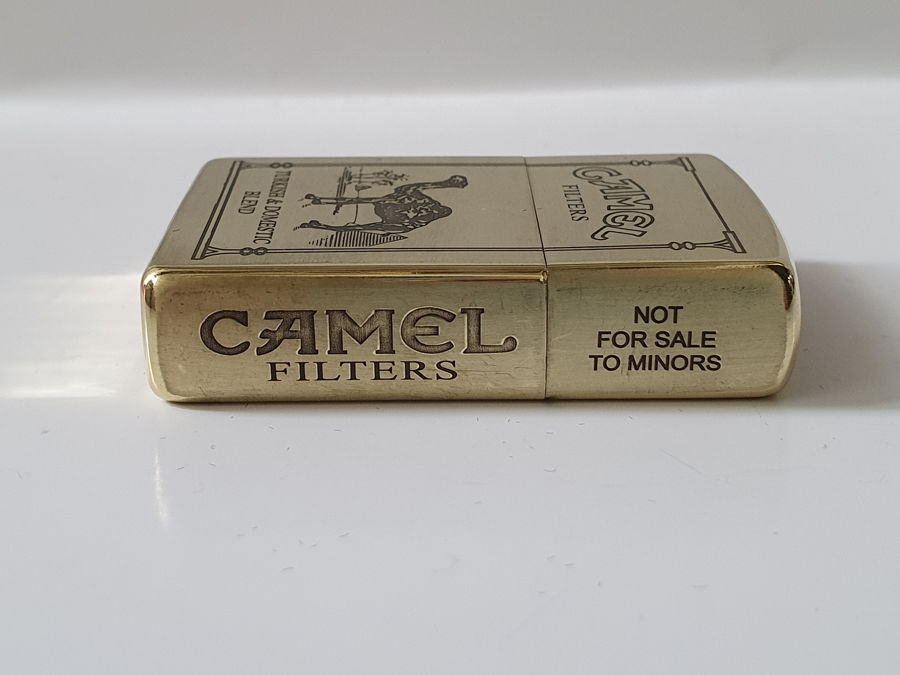 CAMEL
FILTERS
TURKISH & DOMESTIC
BLEND
CAMEL
FILTERS
NOT
FOR SALE
TO MINORS